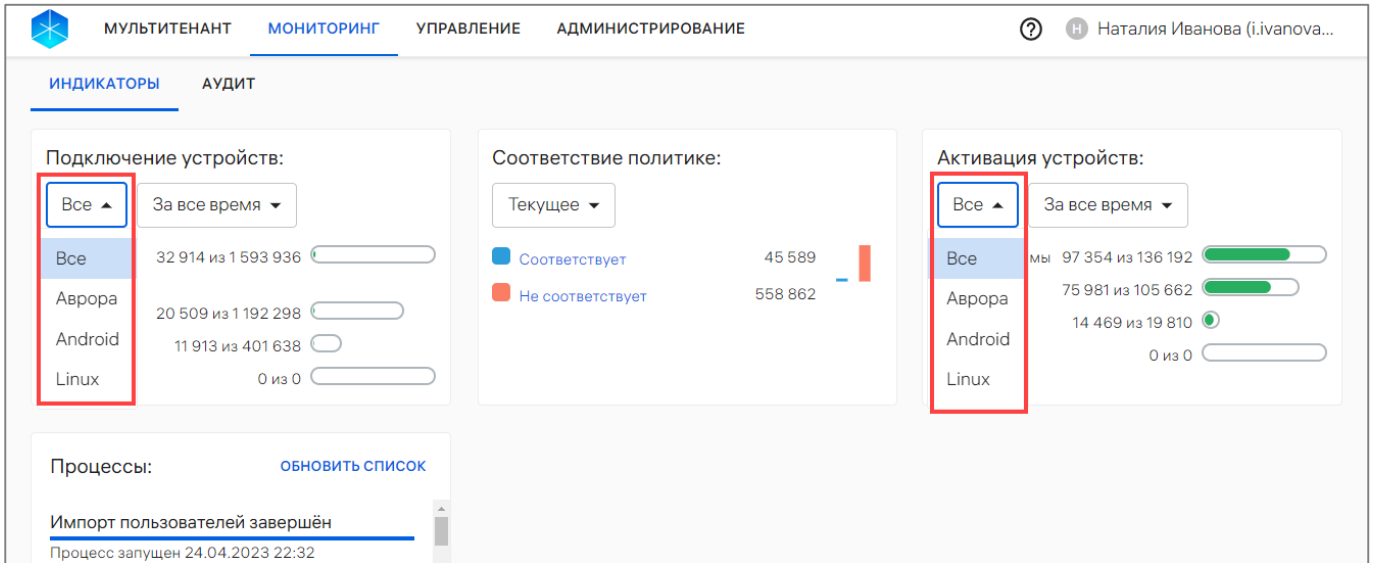 МУЛЬТИТЕНАНТ МОНИТОРИНГ УПРАВЛЕНИЕ АДМИНИСТРИРОВАНИЕ ? Н Наталия Иванова (i.ivanova...
ИНДИКАТОРЫ АУДИТ
Подключение устройств:
Все За все время
Все 32 914 из 1 593 936
Аврора
20 509 из 1 192 298
Android
11 913 из 401 638
Linux 0 из 0
Соответствие политике:
Текущее
Соответствует 45 589
Не соответствует 558 862
Активация устройств:
Все За все время
Все мы 97 354 из 136 192
Аврора 75 981 из 105 662
Android 14 469 из 19 810
Linux 0 из 0
Процессы: ОБНОВИТЬ СПИСОК
Импорт пользователей завершён
Процесс запущен 24.04.2023 22:32